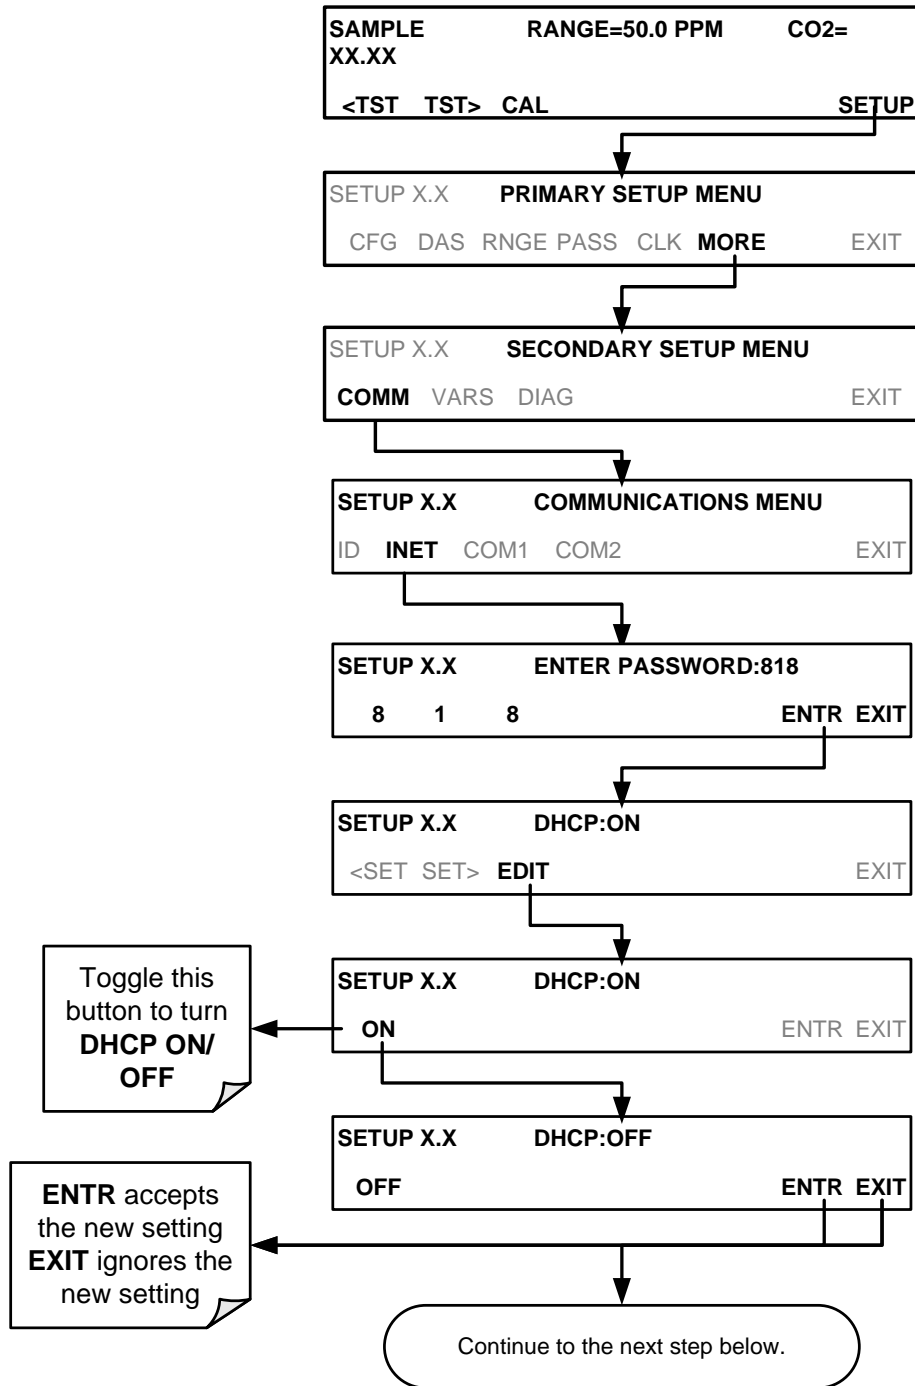 SAMPLE RANGE=50.0 PPM CO2=
XX.XX
<TST TST> CAL SETUP
SETUP X.X PRIMARY SETUP MENU
CFG DAS RNGE PASS CLK MORE EXIT
SETUP X.X SECONDARY SETUP MENU
COMM VARS DIAG EXIT
SETUP X.X COMMUNICATIONS MENU
ID INET COM1 COM2 EXIT
SETUP X.X ENTER PASSWORD:818
8 1 8 ENTR EXIT
SETUP X.X DHCP:ON
<SET SET> EDIT EXIT
Toggle this
button to turn
DHCP ON/
OFF
SETUP X.X DHCP:ON
ON ENTR EXIT
SETUP X.X DHCP:OFF
OFF ENTR EXIT
ENTR accepts
the new setting
EXIT ignores the
new setting
Continue to the next step below.